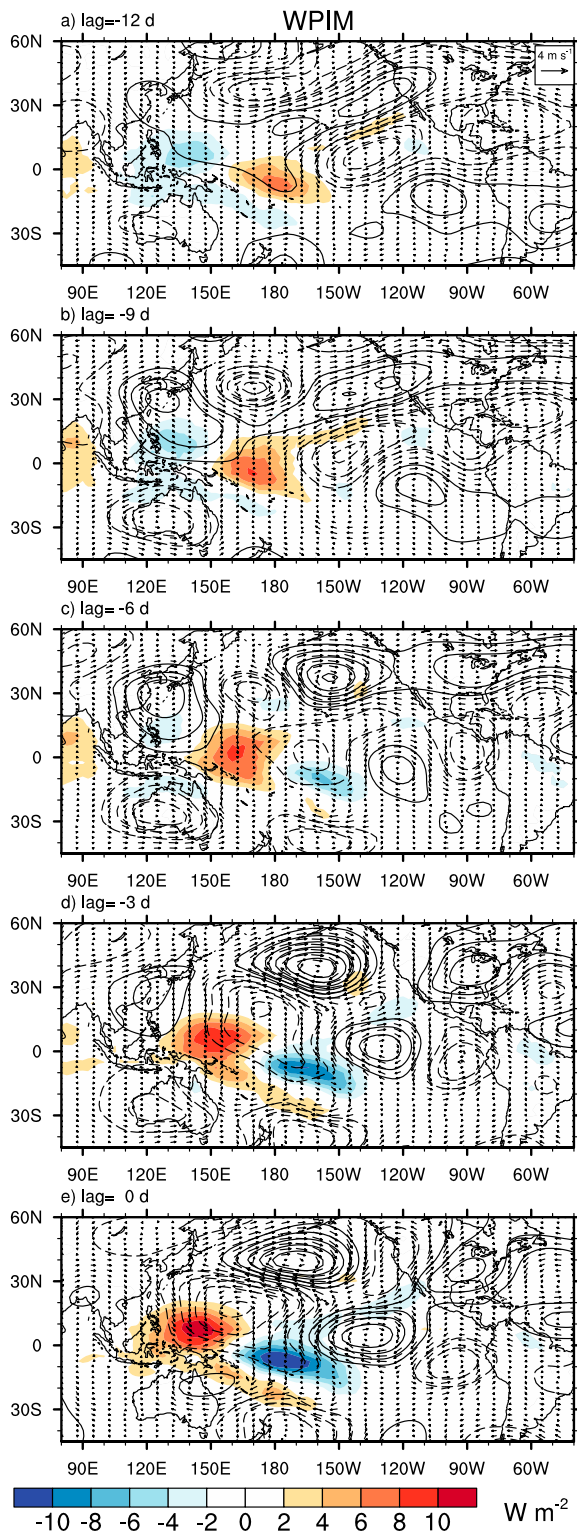 WPIM
a) lag=-12 d
4 m s⁻¹
60N
30N
0
30S
90E 120E 150E 180 150W 120W 90W 60W
b) lag= -9 d
60N
30N
0
30S
90E 120E 150E 180 150W 120W 90W 60W
c) lag= -6 d
60N
30N
0
30S
90E 120E 150E 180 150W 120W 90W 60W
d) lag= -3 d
60N
30N
0
30S
90E 120E 150E 180 150W 120W 90W 60W
e) lag= 0 d
60N
30N
0
30S
90E 120E 150E 180 150W 120W 90W 60W
-10 -8 -6 -4 -2 0 2 4 6 8 10 W m⁻²